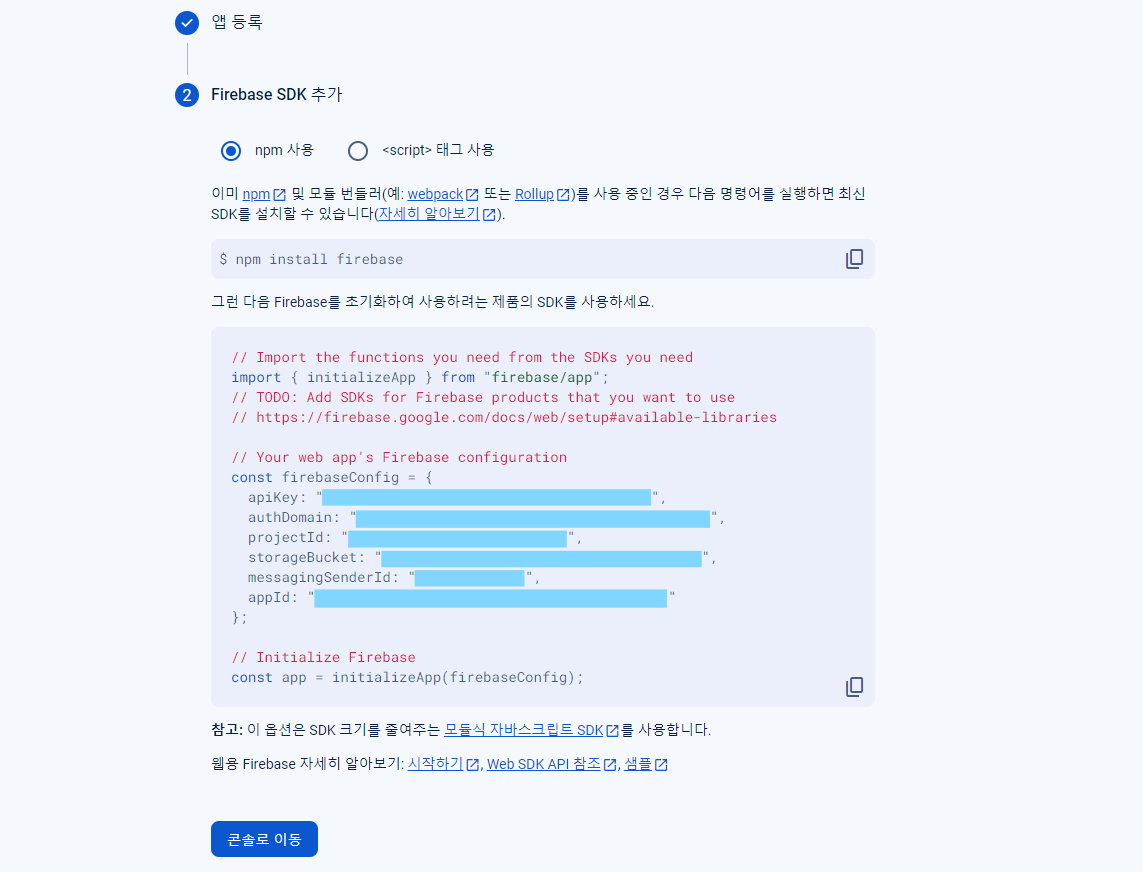 앱 등록
2 Firebase SDK 추가
npm 사용 <script> 태그 사용
이미 npm 및 모듈 번들러(예: webpack 또는 Rollup)를 사용 중인 경우 다음 명령어를 실행하면 최신
SDK를 설치할 수 있습니다(자세히 알아보기).
$ npm install firebase
그런 다음 Firebase를 초기화하여 사용하려는 제품의 SDK를 사용하세요.
// Import the functions you need from the SDKs you need
import { initializeApp } from "firebase/app";
// TODO: Add SDKs for Firebase products that you want to use
// https://firebase.google.com/docs/web/setup#available-libraries
// Your web app's Firebase configuration
const firebaseConfig = {
apiKey: "",
authDomain: "",
projectId: "",
storageBucket: "",
messagingSenderId: "",
appId: ""
};
// Initialize Firebase
const app = initializeApp(firebaseConfig);
참고: 이 옵션은 SDK 크기를 줄여주는 모듈식 자바스크립트 SDK를 사용합니다.
웹용 Firebase 자세히 알아보기: 시작하기, Web SDK API 참조, 샘플
콘솔로 이동